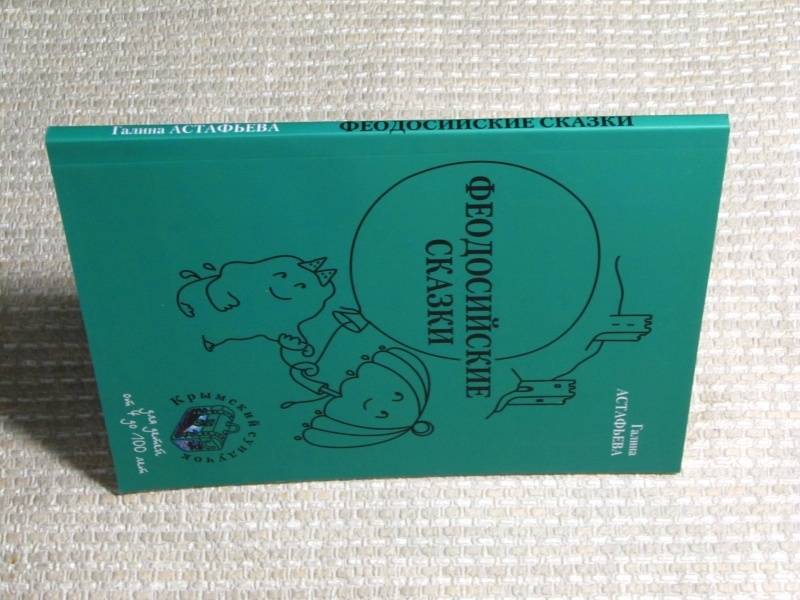 Галина АСТАФЬЕВА
ФЕОДОСИЙСКИЕ СКАЗКИ
Галина
АСТАФЬЕВА
ФЕОДОСИЙСКИЕ
СКАЗКИ
Крымский сундучок
для детей
от 4 до 100 лет